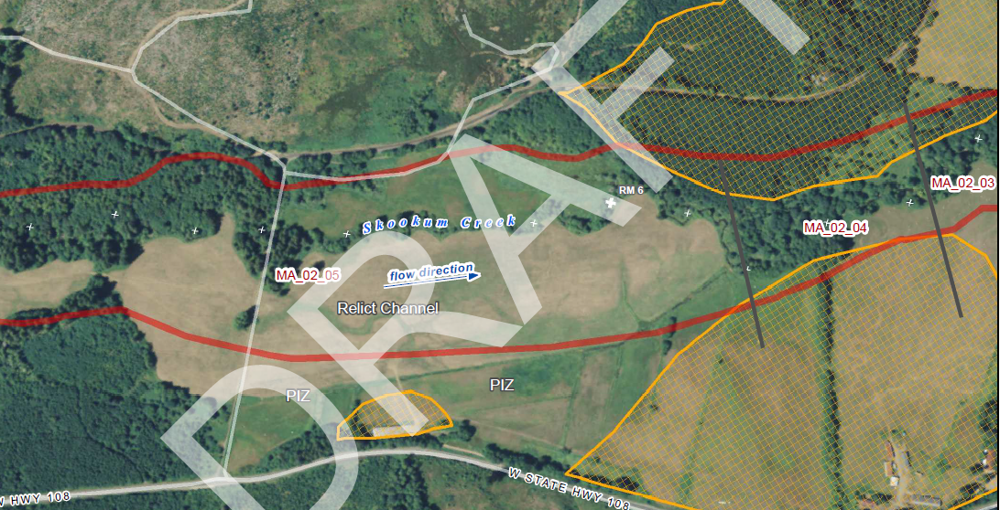 RM 6
MA_02_03
Skookum Creek
MA_02_04
flow direction
MA_02_05
Relict Channel
PIZ
PIZ
W STATE HWY 108
W HWY 108
DRAFT